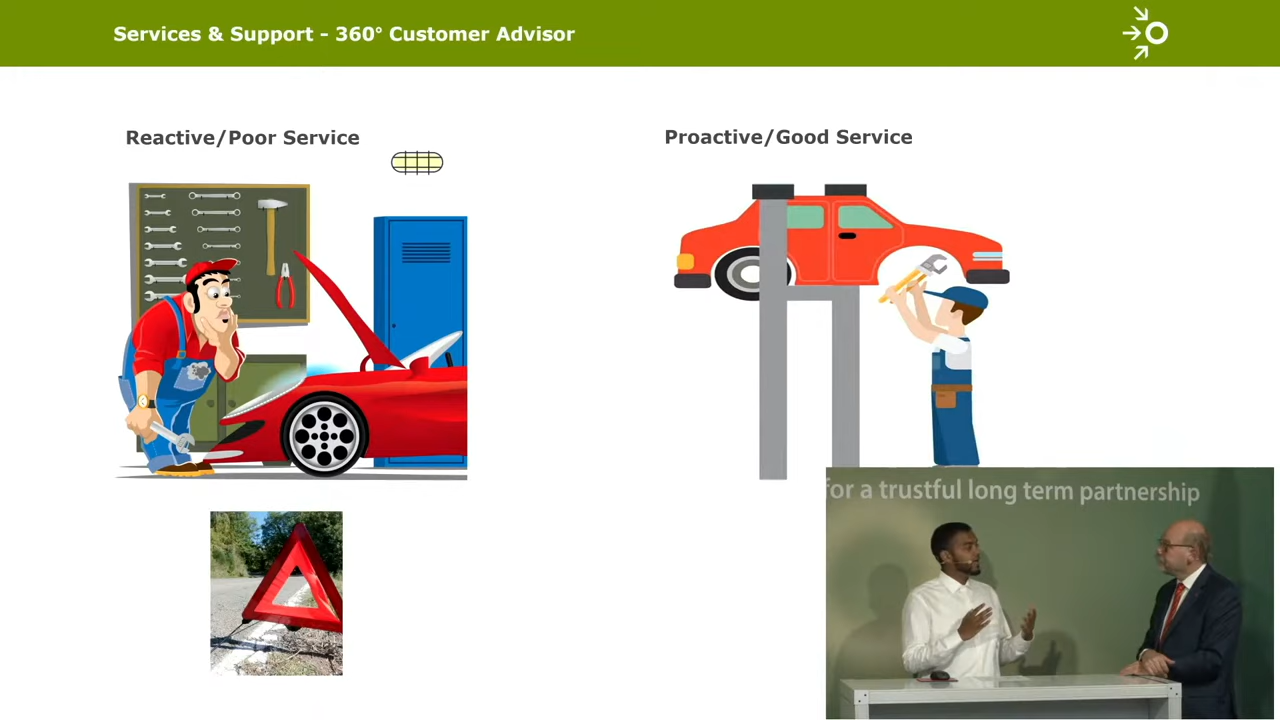 Services & Support - 360° Customer Advisor
Reactive/Poor Service
Proactive/Good Service
for a trustful long term partnership